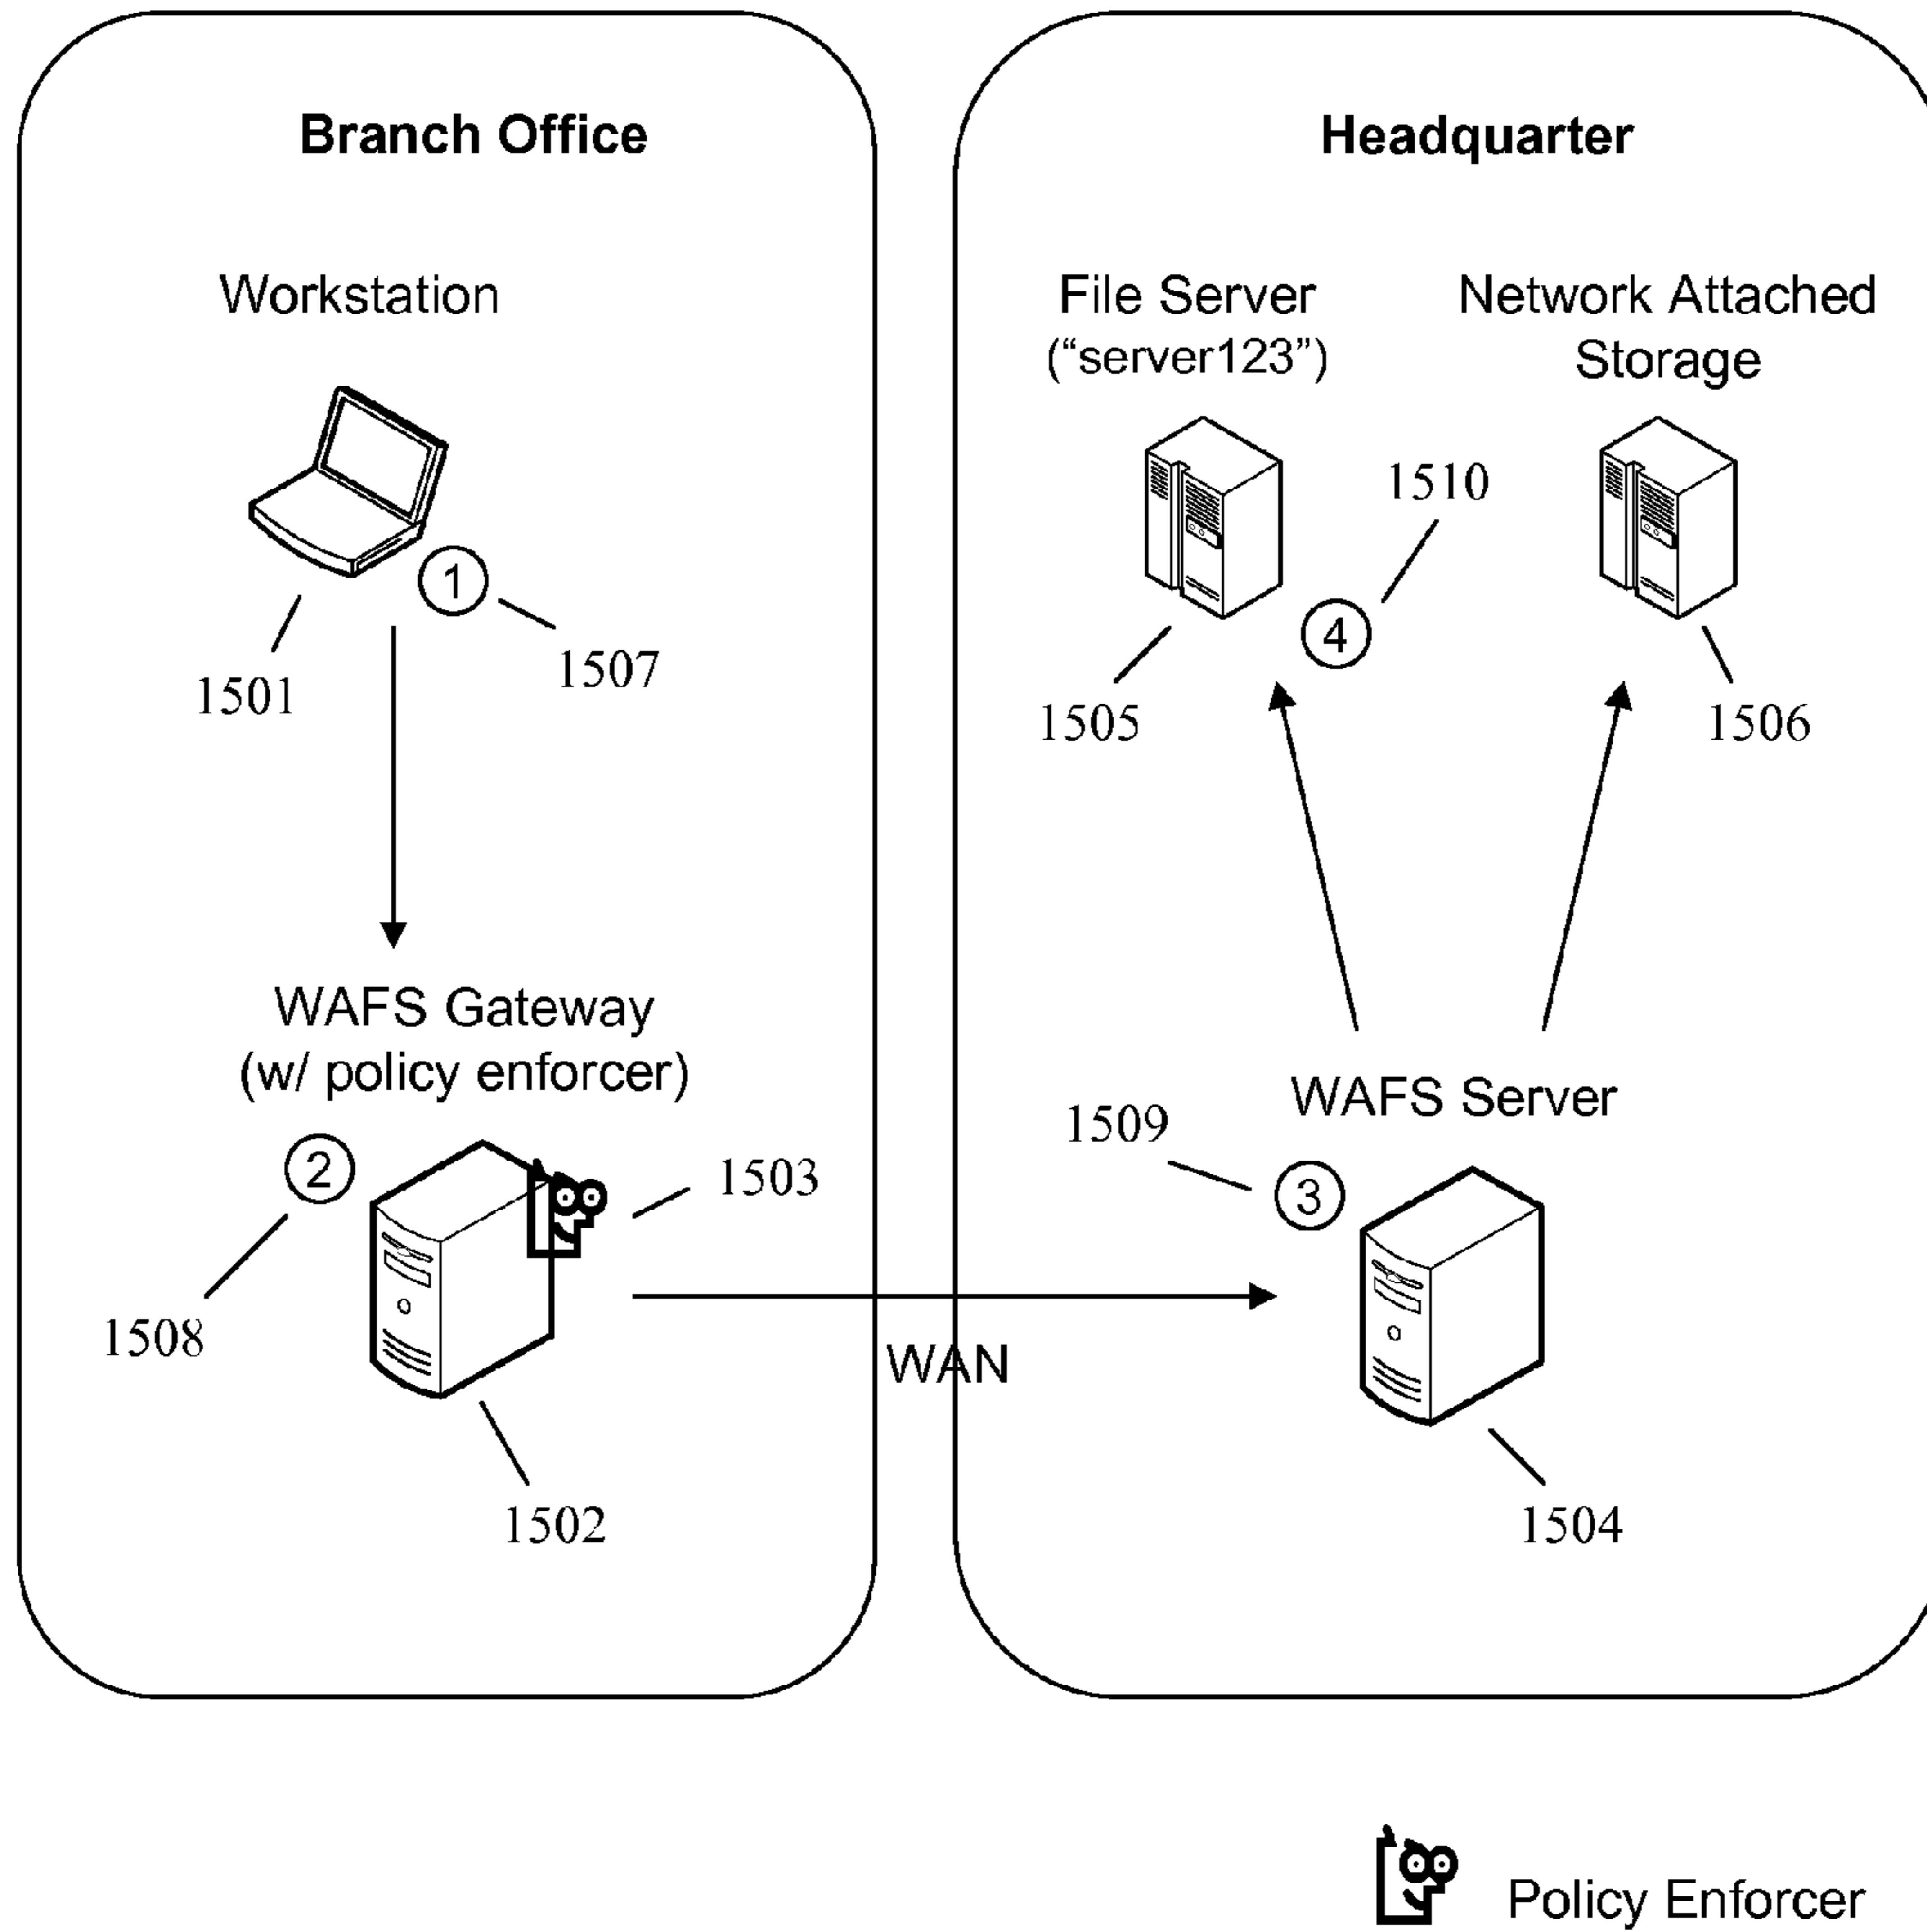 Branch Office
Workstation
1
1501
1507
WAFS Gateway
(w/ policy enforcer)
2
1503
1508
1502
WAN
Headquarter
File Server
("server123")
Network Attached
Storage
1510
4
1505
1506
WAFS Server
1509
3
1504
Policy Enforcer